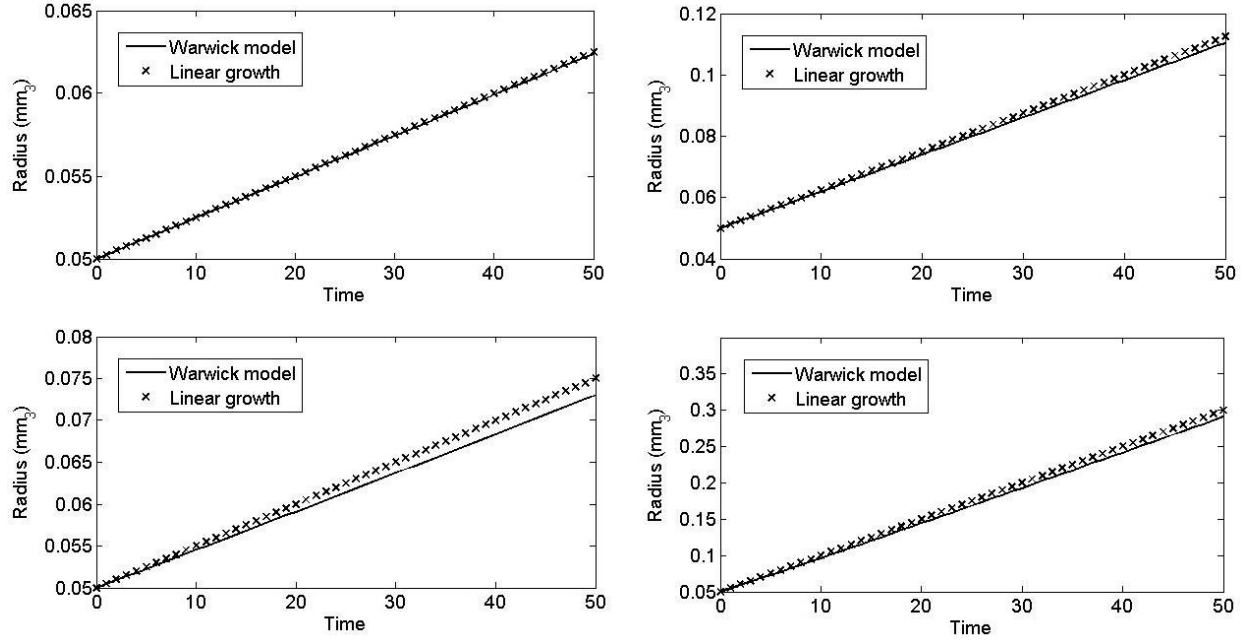 0.065
Warwick model
Linear growth
0.06
0.055
0.05
Radius (mm3)
0 10 20 30 40 50
Time
0.12
Warwick model
Linear growth
0.1
0.08
0.06
0.04
Radius (mm3)
0 10 20 30 40 50
Time
0.08
Warwick model
Linear growth
0.075
0.07
0.065
0.06
0.055
0.05
Radius (mm3)
0 10 20 30 40 50
Time
Warwick model
Linear growth
0.35
0.3
0.25
0.2
0.15
0.1
0.05
Radius (mm3)
0 10 20 30 40 50
Time